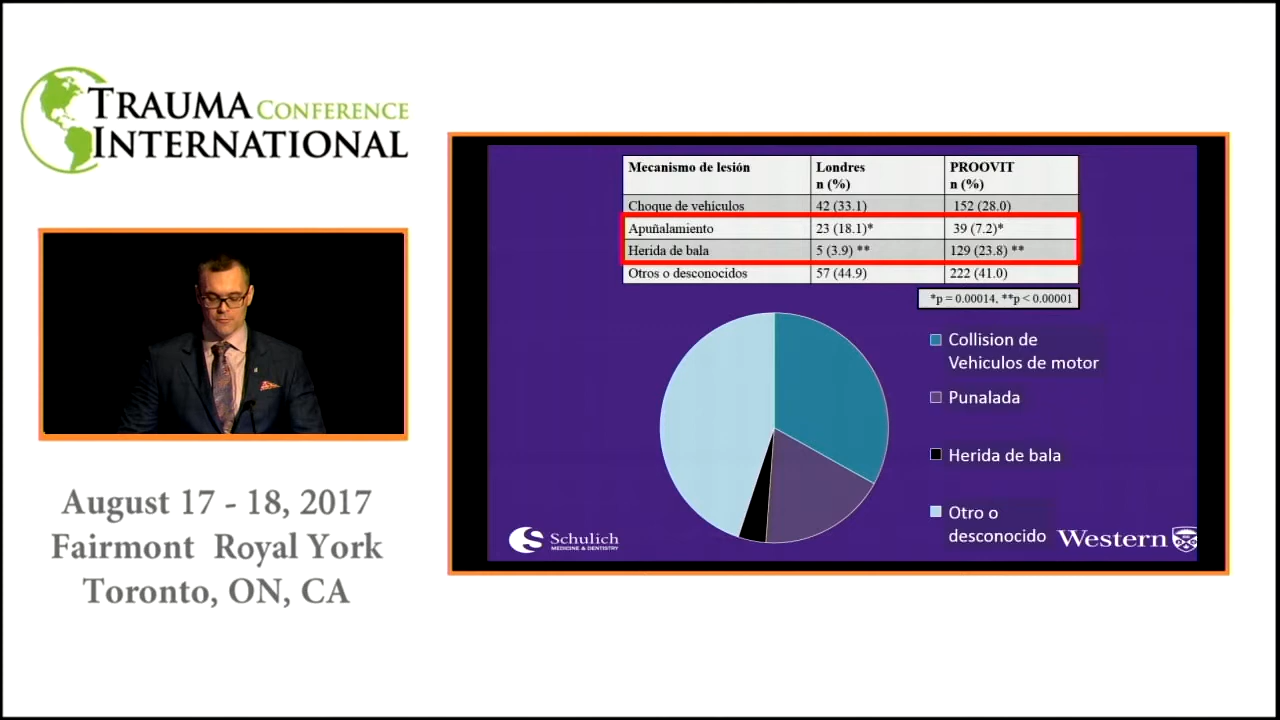 TRAUMA CONFERENCE
INTERNATIONAL
August 17 - 18, 2017
Fairmont Royal York
Toronto, ON, CA
Mecanismo de lesión Londres n (%) PROOVIT n (%)
Choque de vehículos 42 (33.1) 152 (28.0)
Apuñalamiento 23 (18.1)* 39 (7.2)*
Herida de bala 5 (3.9) ** 129 (23.8) **
Otros o desconocidos 57 (44.9) 222 (41.0)
*p = 0.00014, **p < 0.00001
Collision de
Vehiculos de motor
Punalada
Herida de bala
Otro o
desconocido
Schulich
MEDICINE & DENTISTRY
Western